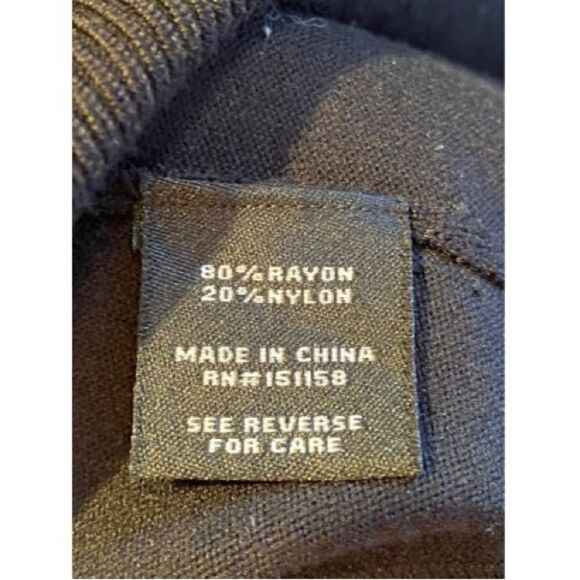 80% RAYON
20% NYLON
MADE IN CHINA
RN#151158
SEE REVERSE
FOR CARE